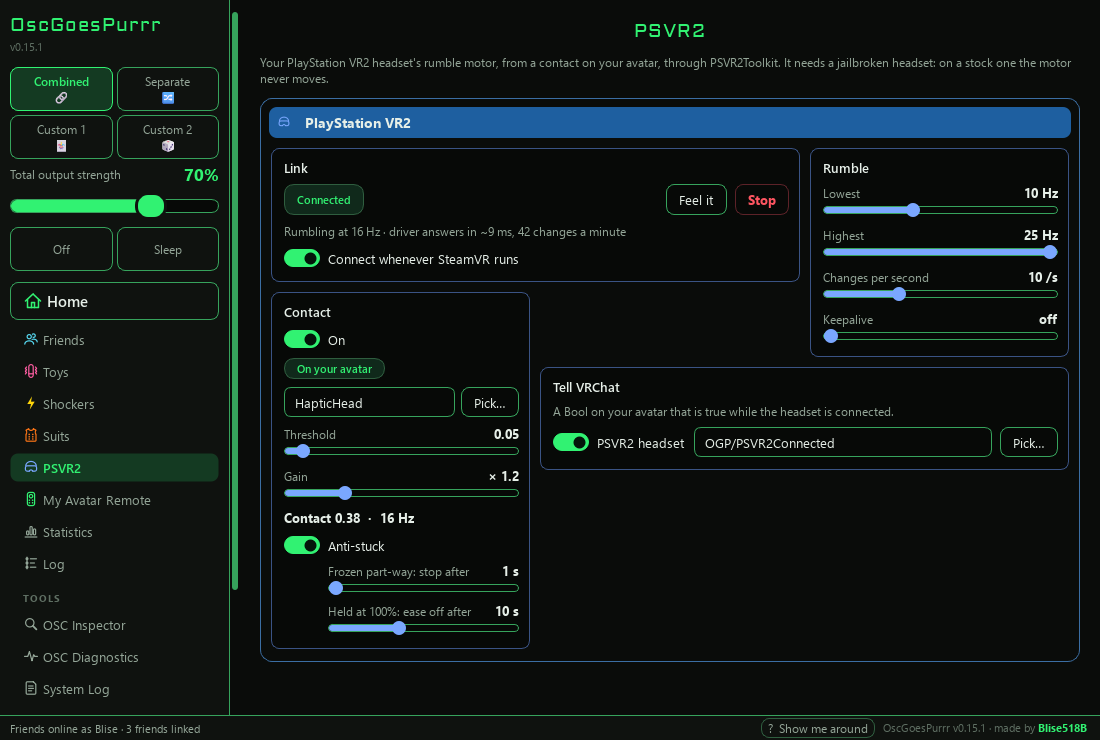 OscGoesPurrr
v0.15.1
Combined
Separate
Custom 1
Custom 2
Total output strength 70%
Off
Sleep
Home
Friends
Toys
Shockers
Suits
PSVR2
My Avatar Remote
Statistics
Log
TOOLS
OSC Inspector
OSC Diagnostics
System Log
PSVR2
Your PlayStation VR2 headset's rumble motor, from a contact on your avatar, through PSVR2Toolkit. It needs a jailbroken headset: on a stock one the motor
never moves.
PlayStation VR2
Link
Connected
Feel it
Stop
Rumbling at 16 Hz · driver answers in ~9 ms, 42 changes a minute
Connect whenever SteamVR runs
Rumble
Lowest 10 Hz
Highest 25 Hz
Changes per second 10 /s
Keepalive off
Contact
On
On your avatar
HapticHead
Pick...
Threshold 0.05
Gain × 1.2
Contact 0.38 · 16 Hz
Anti-stuck
Frozen part-way: stop after 1 s
Held at 100%: ease off after 10 s
Tell VRChat
A Bool on your avatar that is true while the headset is connected.
PSVR2 headset
OGP/PSVR2Connected
Pick...
Friends online as Blise · 3 friends linked
? Show me around
OscGoesPurrr v0.15.1 · made by Blise518B